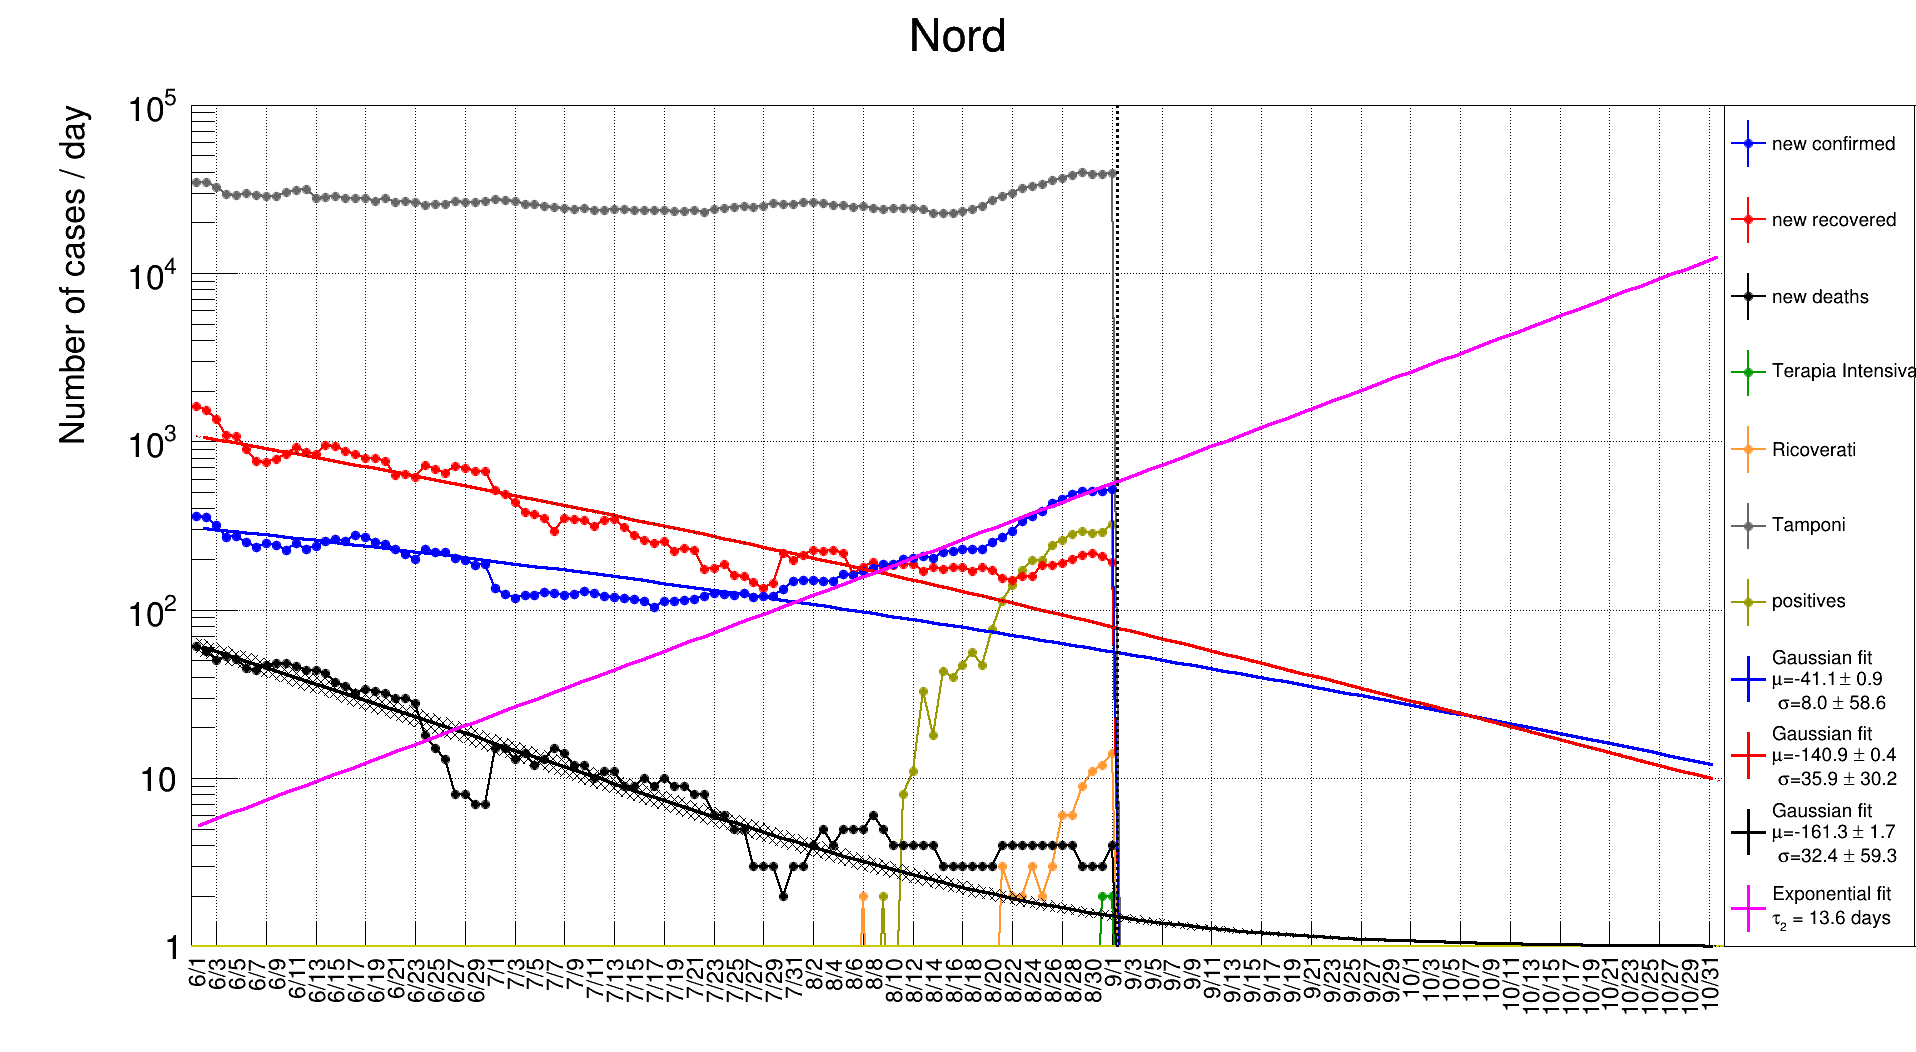 Nord
Number of cases / day
10^5
10^4
10^3
10^2
10
1
6/1 6/3 6/5 6/7 6/9 6/11 6/13 6/15 6/17 6/19 6/21 6/23 6/25 6/27 6/29 7/1 7/3 7/5 7/7 7/9 7/11 7/13 7/15 7/17 7/19 7/21 7/23 7/25 7/27 7/29 7/31 8/2 8/4 8/6 8/8 8/10 8/12 8/14 8/16 8/18 8/20 8/22 8/24 8/26 8/28 8/30 9/1 9/3 9/5 9/7 9/9 9/11 9/13 9/15 9/17 9/19 9/21 9/23 9/25 9/27 9/29 10/1 10/3 10/5 10/7 10/9 10/11 10/13 10/15 10/17 10/19 10/21 10/23 10/25 10/27 10/29 10/31
new confirmed
new recovered
new deaths
Terapia Intensiva
Ricoverati
Tamponi
positives
Gaussian fit
μ=-41.1 ± 0.9
σ=8.0 ± 58.6
Gaussian fit
μ=-140.9 ± 0.4
σ=35.9 ± 30.2
Gaussian fit
μ=-161.3 ± 1.7
σ=32.4 ± 59.3
Exponential fit
τ₂ = 13.6 days